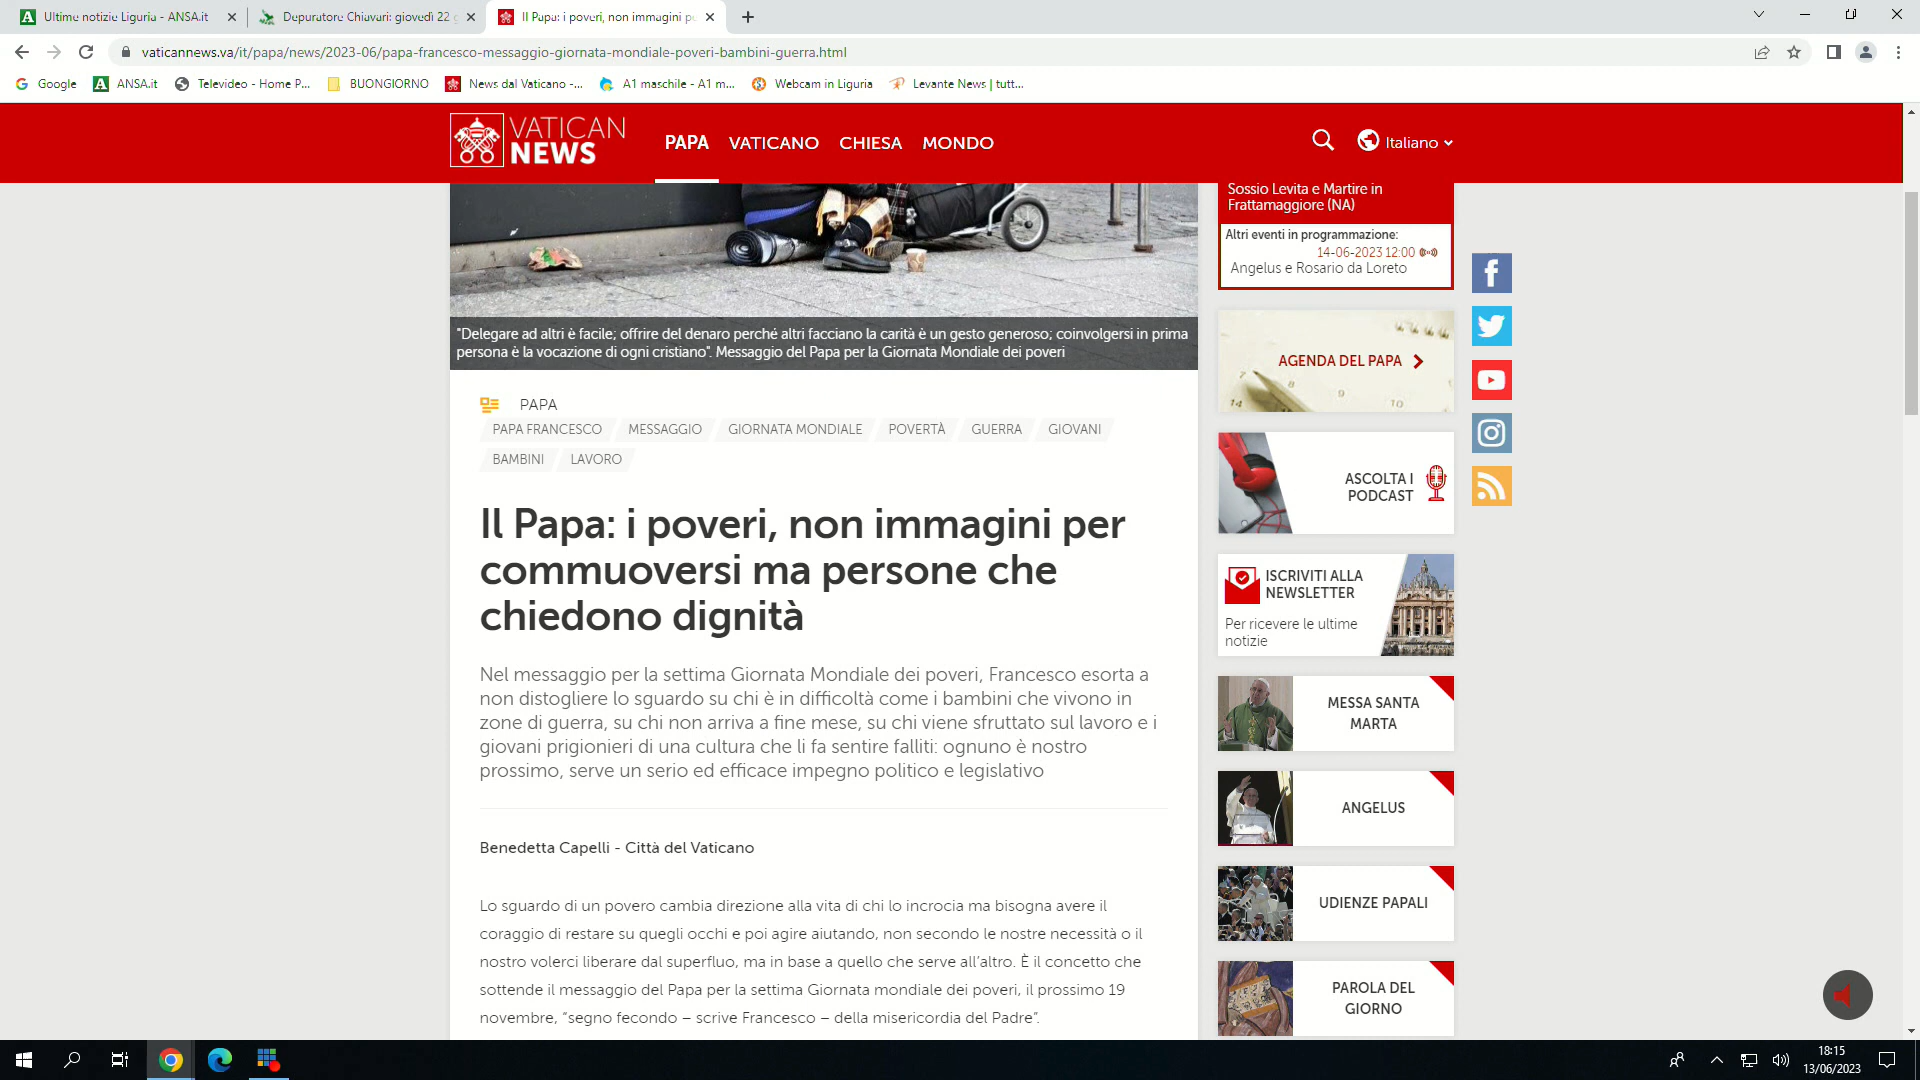 Ultime notizie Liguria - ANSA.it
Depuratore Chiavari: giovedì 22 g
Il Papa: i poveri, non immagini pe
vaticannews.va/it/papa/news/2023-06/papa-francesco-messaggio-giornata-mondiale-poveri-bambini-guerra.html
Google ANSA.it Televideo - Home P... BUONGIORNO News dal Vaticano -... A1 maschile - A1 m... Webcam in Liguria Levante News | tutt...
VATICAN
NEWS
PAPA VATICANO CHIESA MONDO
Italiano
"Delegare ad altri è facile; offrire del denaro perché altri facciano la carità è un gesto generoso; coinvolgersi in prima
persona è la vocazione di ogni cristiano". Messaggio del Papa per la Giornata Mondiale dei poveri
PAPA
PAPA FRANCESCO MESSAGGIO GIORNATA MONDIALE POVERTÀ GUERRA GIOVANI
BAMBINI LAVORO
Il Papa: i poveri, non immagini per
commuoversi ma persone che
chiedono dignità
Nel messaggio per la settima Giornata Mondiale dei poveri, Francesco esorta a
non distogliere lo sguardo su chi è in difficoltà come i bambini che vivono in
zone di guerra, su chi non arriva a fine mese, su chi viene sfruttato sul lavoro e i
giovani prigionieri di una cultura che li fa sentire falliti: ognuno è nostro
prossimo, serve un serio ed efficace impegno politico e legislativo
Benedetta Capelli - Città del Vaticano
Lo sguardo di un povero cambia direzione alla vita di chi lo incrocia ma bisogna avere il
coraggio di restare su quegli occhi e poi agire aiutando, non secondo le nostre necessità o il
nostro volerci liberare dal superfluo, ma in base a quello che serve all'altro. È il concetto che
sottende il messaggio del Papa per la settima Giornata mondiale dei poveri, il prossimo 19
novembre, "segno fecondo – scrive Francesco – della misericordia del Padre".
Sossio Levita e Martire in
Frattamaggiore (NA)
Altri eventi in programmazione:
14-06-2023 12:00
Angelus e Rosario da Loreto
AGENDA DEL PAPA
ASCOLTA I
PODCAST
ISCRIVITI ALLA
NEWSLETTER
Per ricevere le ultime
notizie
MESSA SANTA
MARTA
ANGELUS
UDIENZE PAPALI
PAROLA DEL
GIORNO
18:15
13/06/2023